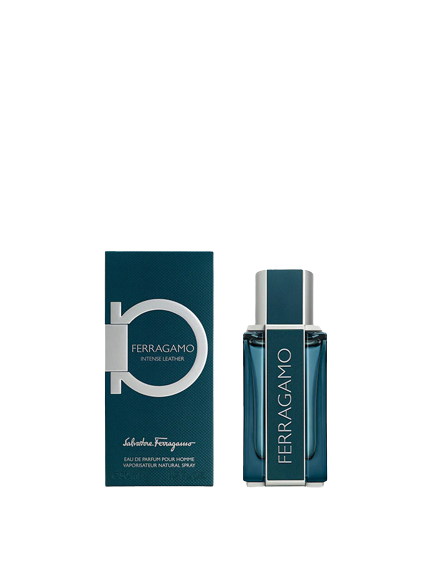 FERRAGAMO
INTENSE LEATHER
Salvatore Ferragamo
EAU DE PARFUM POUR HOMME
VAPORISATEUR NATURAL SPRAY
FERRAGAMO